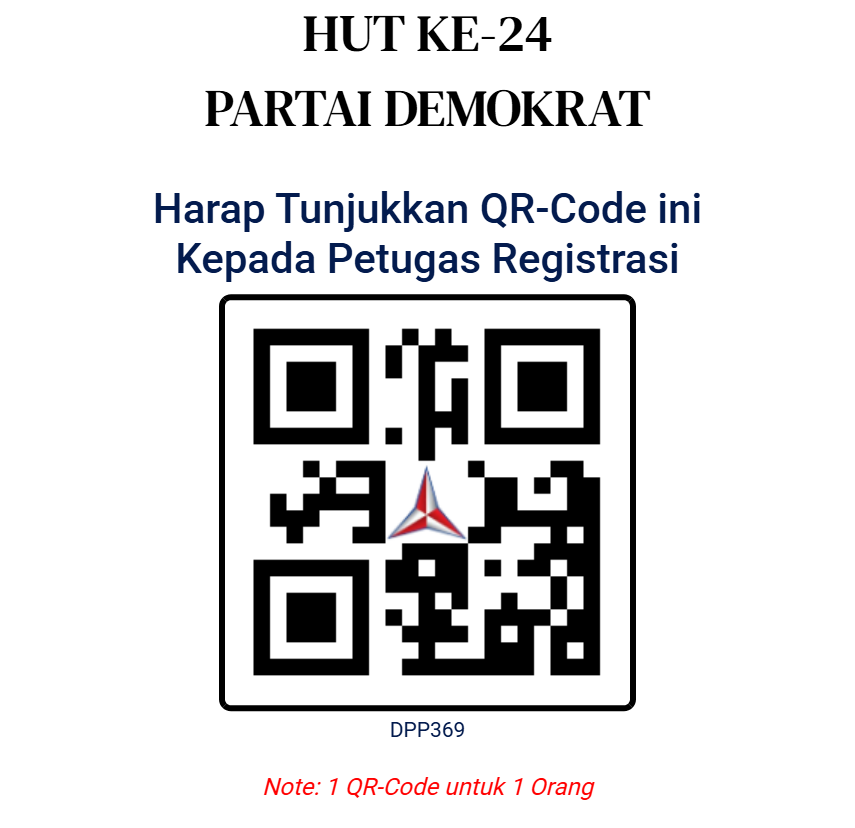 HUT KE-24
PARTAI DEMOKRAT
Harap Tunjukkan QR-Code ini
Kepada Petugas Registrasi
DPP369
Note: 1 QR-Code untuk 1 Orang